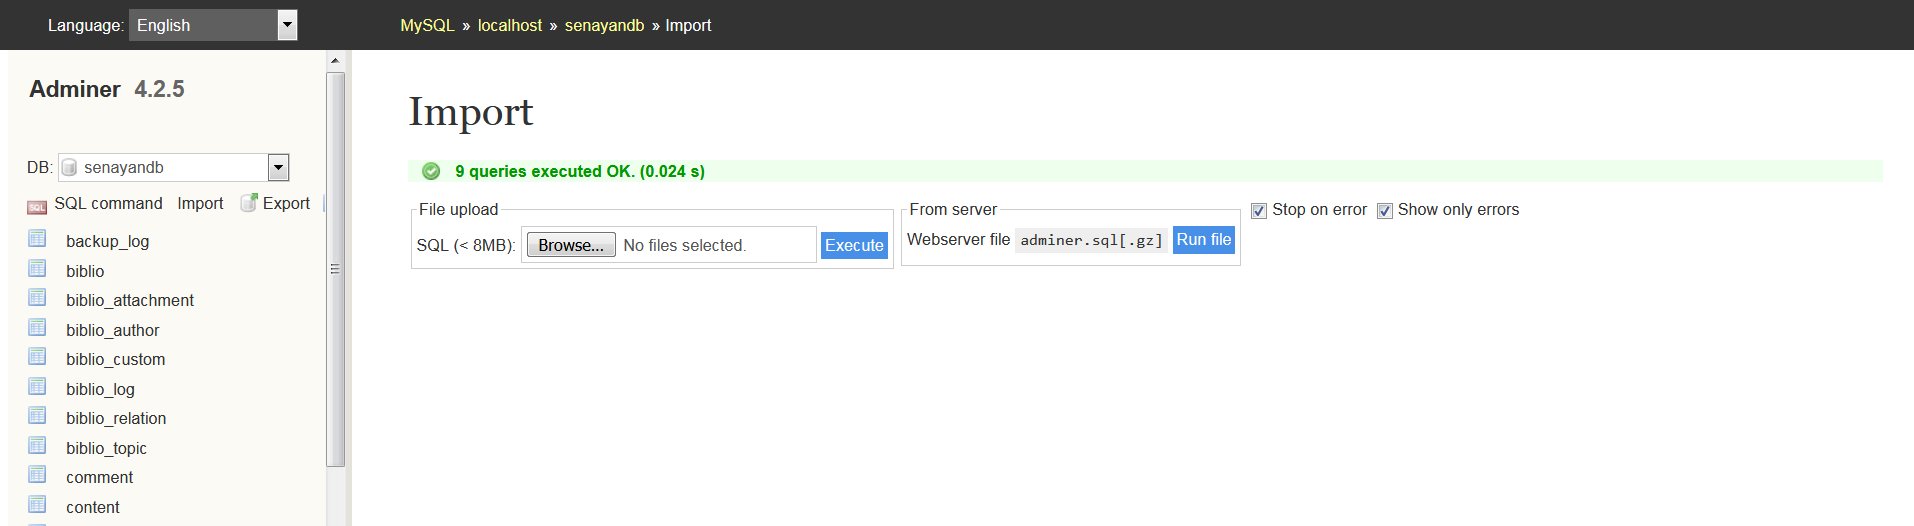 Language: English
MySQL » localhost » senayandb » Import
Adminer 4.2.5
DB: senayandb
SQL SQL command Import Export
backup_log
biblio
biblio_attachment
biblio_author
biblio_custom
biblio_log
biblio_relation
biblio_topic
comment
content
Import
9 queries executed OK. (0.024 s)
File upload
SQL (< 8MB): Browse... No files selected. Execute
From server
Webserver file adminer.sql[.gz] Run file
Stop on error Show only errors